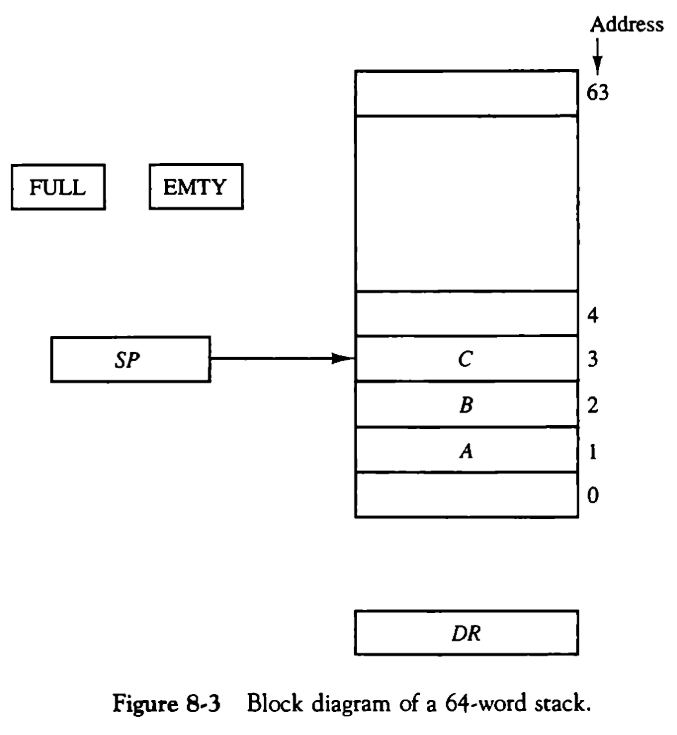 Address
63
FULL EMTY
4
SP C 3
B 2
A 1
0
DR
Figure 8-3 Block diagram of a 64-word stack.